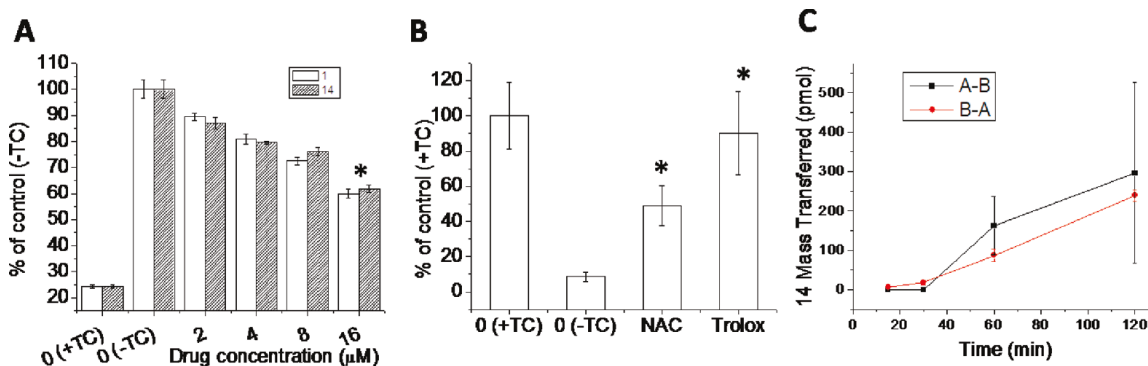 A
% of control (-TC)
110
100
90
80
70
60
50
40
30
20
1
14
*
0 (+TC)
0 (-TC)
2
4
8
16
Drug concentration (µM)
B
% of control (+TC)
120
100
80
60
40
20
0
*
*
0 (+TC) 0 (-TC) NAC Trolox
C
14 Mass Transferred (pmol)
500
400
300
200
100
0
A-B
B-A
0 20 40 60 80 100 120
Time (min)